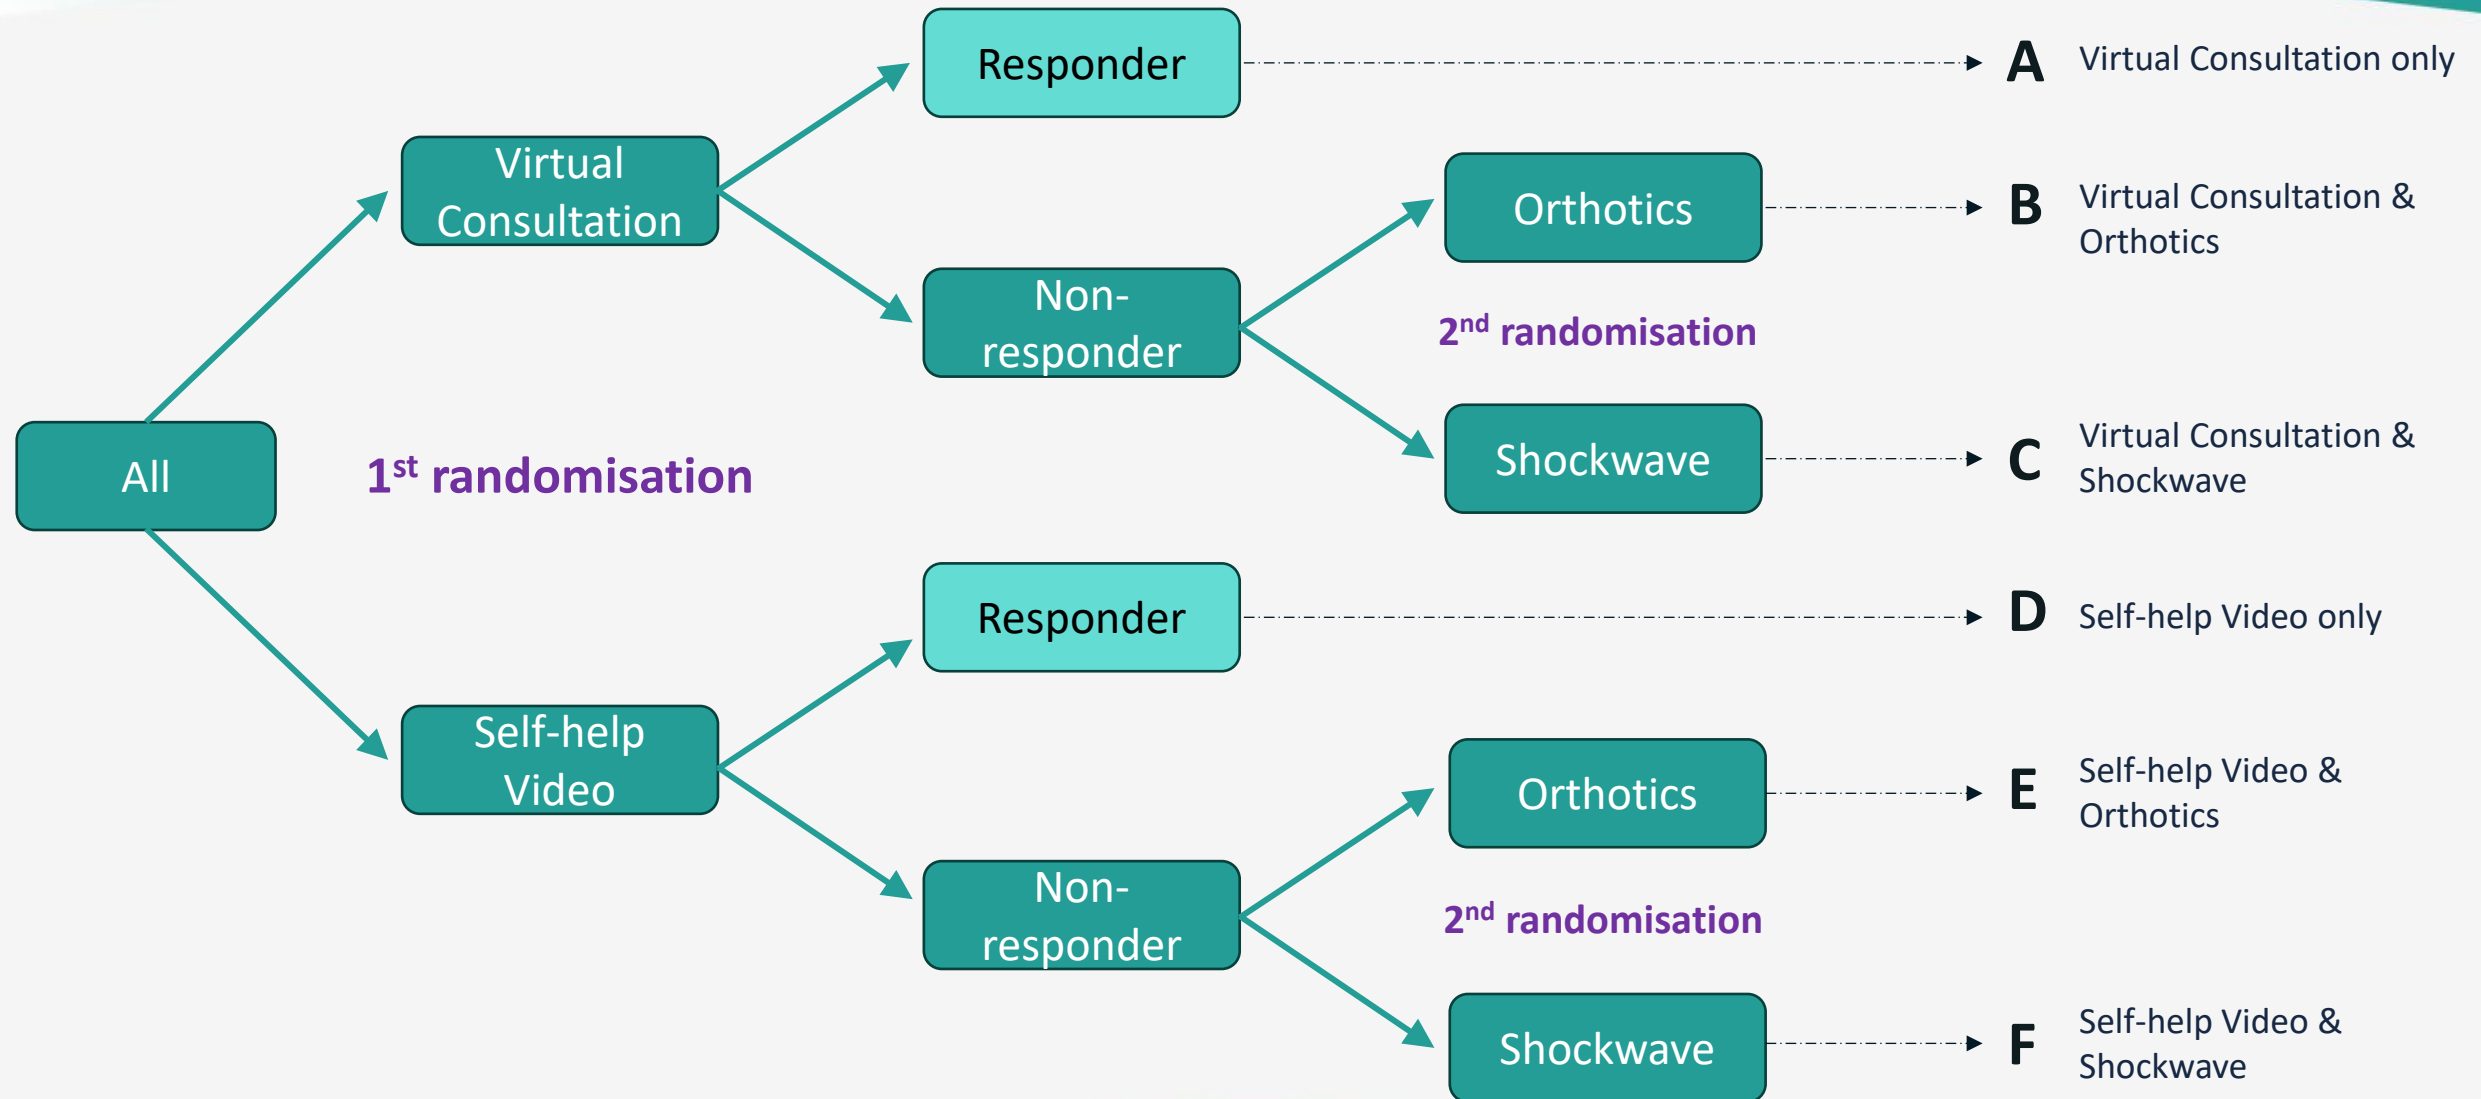 Responder
A Virtual Consultation only
Virtual
Consultation
Orthotics
B Virtual Consultation &
Orthotics
Non-
responder
2nd randomisation
Shockwave
C Virtual Consultation &
Shockwave
All
1st randomisation
Responder
D Self-help Video only
Self-help
Video
Orthotics
E Self-help Video &
Orthotics
Non-
responder
2nd randomisation
Shockwave
F Self-help Video &
Shockwave